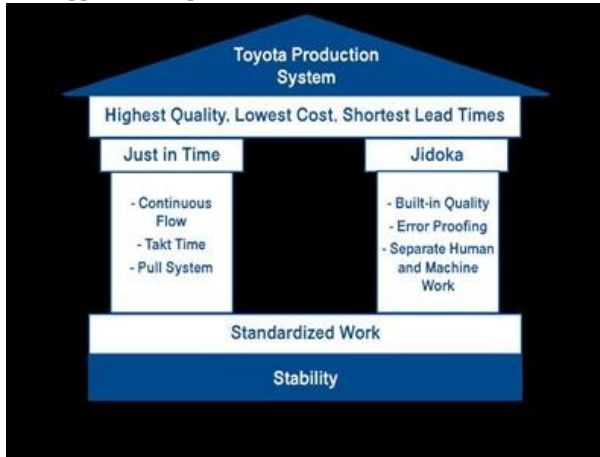 Toyota Production
System
Highest Quality, Lowest Cost, Shortest Lead Times
Just in Time
Jidoka
- Continuous
Flow
- Takt Time
- Pull System
- Built-in Quality
- Error Proofing
- Separate Human
and Machine
Work
Standardized Work
Stability